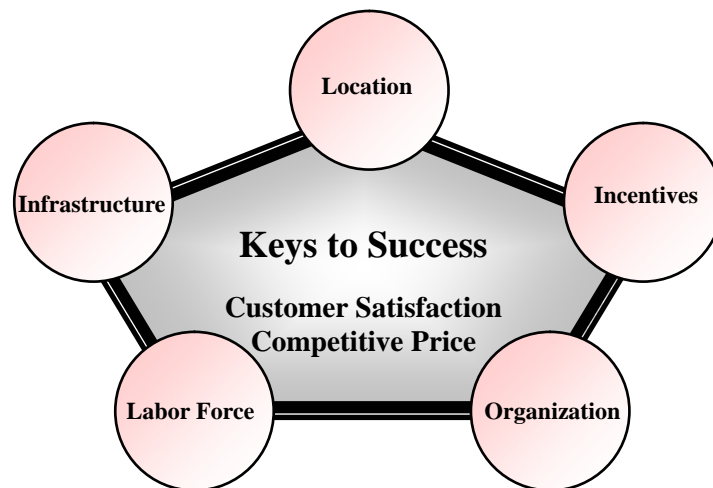 Location
Infrastructure
Incentives
Keys to Success
Customer Satisfaction
Competitive Price
Labor Force
Organization